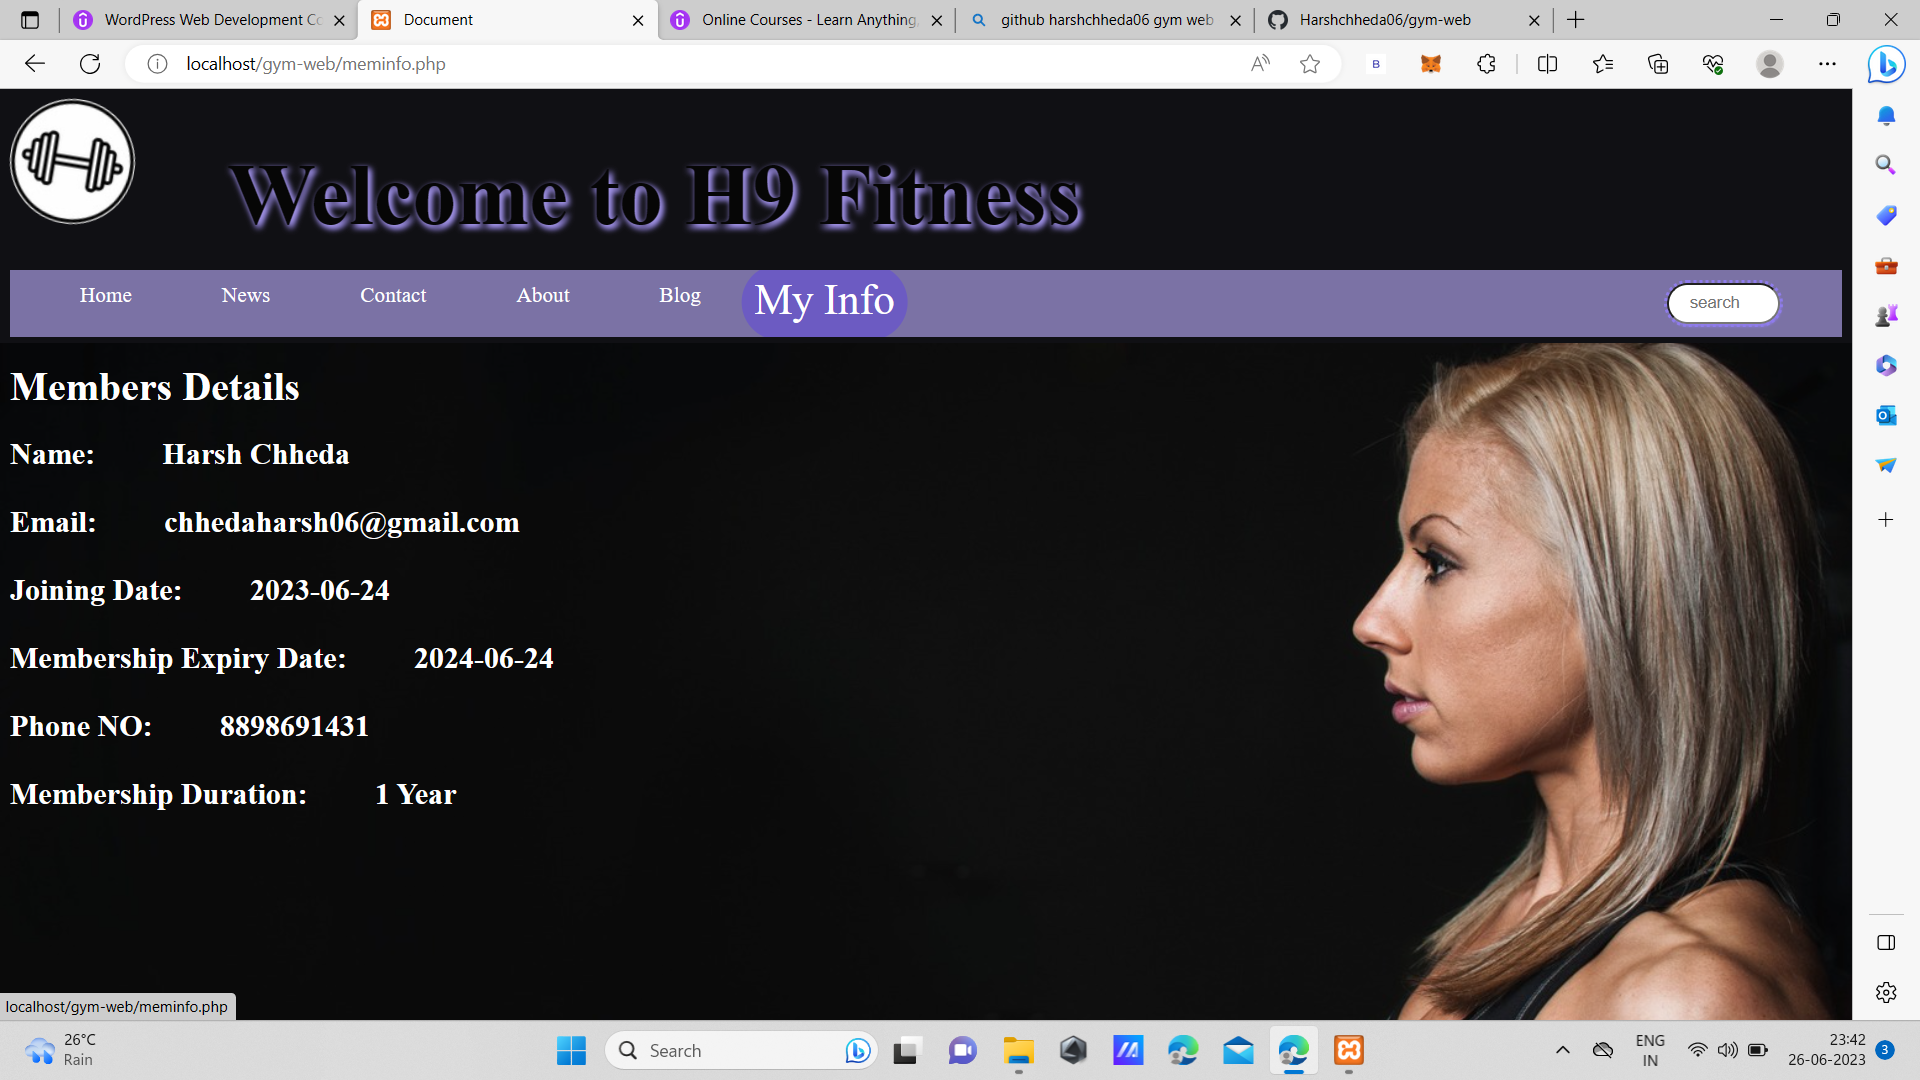 WordPress Web Development Co
Document
Online Courses - Learn Anything,
github harshchheda06 gym web
Harshchheda06/gym-web
localhost/gym-web/meminfo.php
Welcome to H9 Fitness
Home News Contact About Blog My Info search
Members Details
Name: Harsh Chheda
Email: chhedaharsh06@gmail.com
Joining Date: 2023-06-24
Membership Expiry Date: 2024-06-24
Phone NO: 8898691431
Membership Duration: 1 Year
localhost/gym-web/meminfo.php
26°C
Rain
Search
ENG
IN
23:42
26-06-2023
3